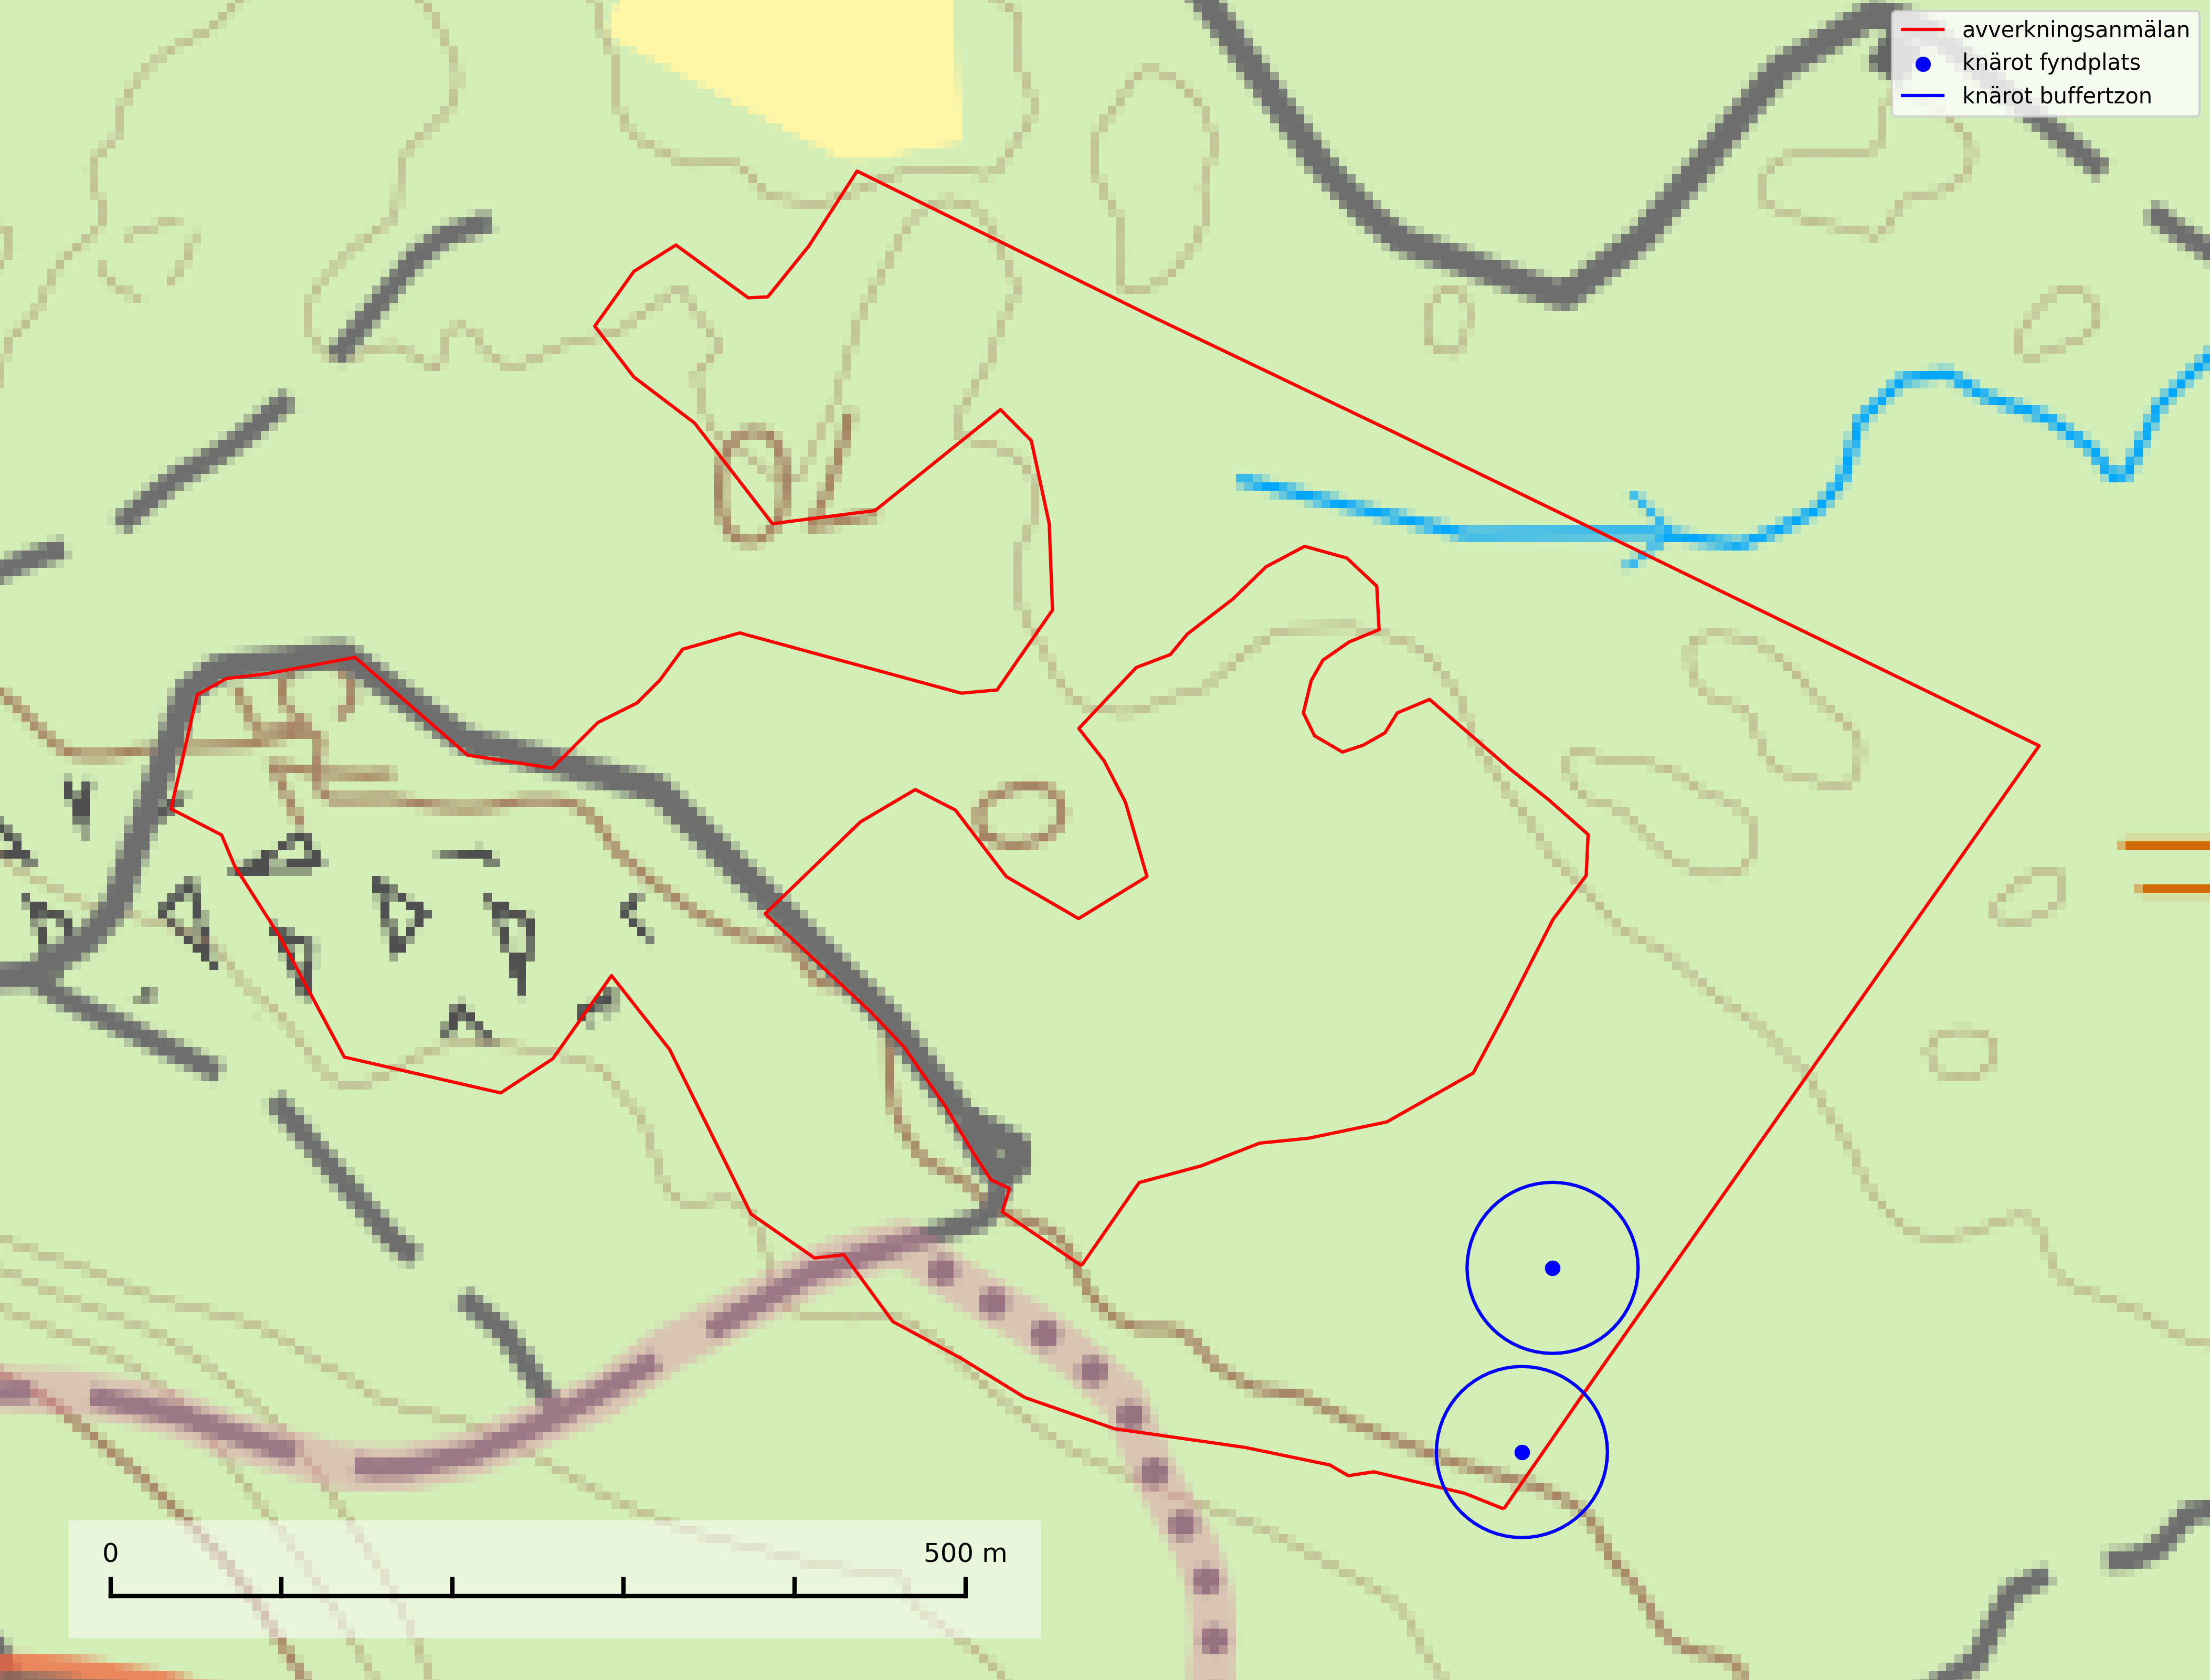 avverkningsanmälan
knärot fyndplats
knärot buffertzon
0 500 m